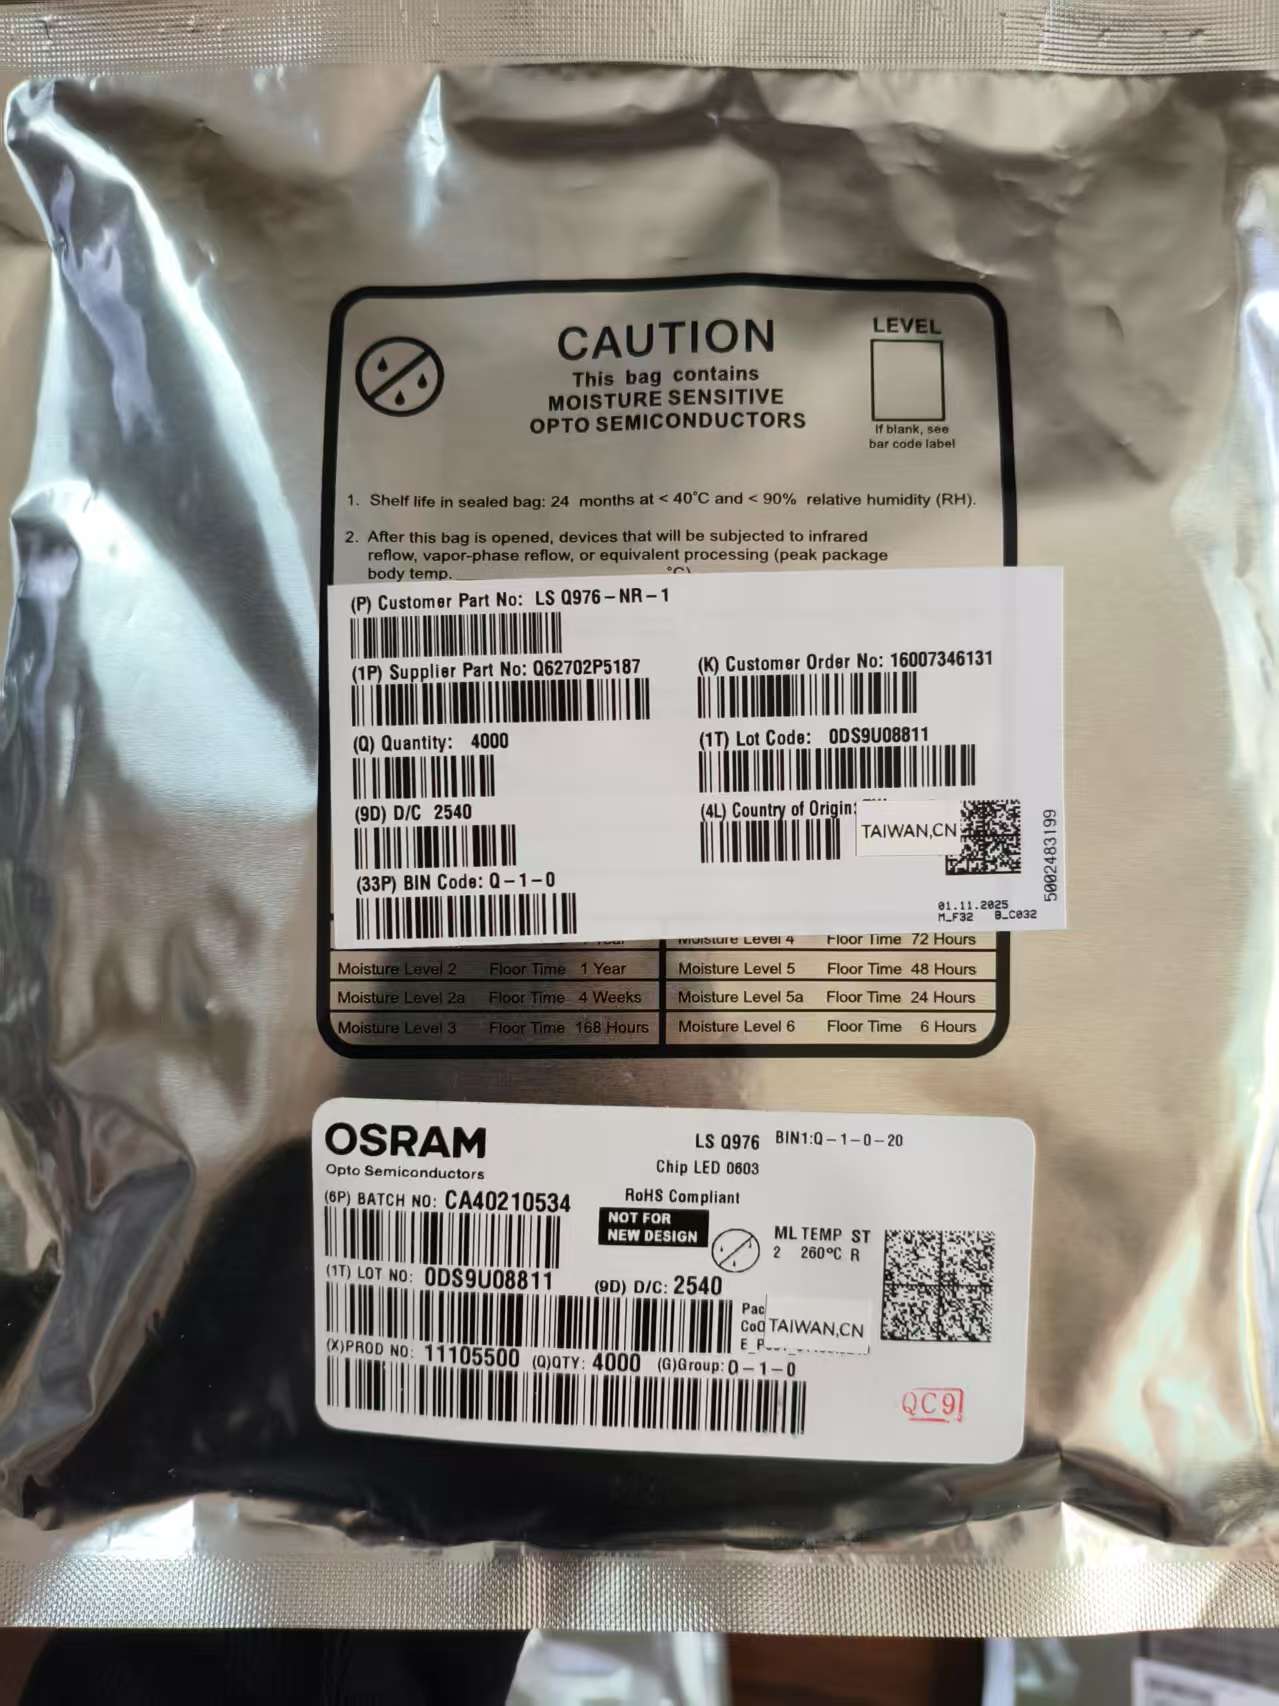 CAUTION
This bag contains
MOISTURE SENSITIVE
OPTO SEMICONDUCTORS
LEVEL
If blank, see
bar code label
1. Shelf life in sealed bag: 24 months at < 40°C and < 90% relative humidity (RH).
2. After this bag is opened, devices that will be subjected to infrared
reflow, vapor-phase reflow, or equivalent processing (peak package
body temp. °C)
(P) Customer Part No: LS Q976-NR-1
(1P) Supplier Part No: Q62702P5187
(K) Customer Order No: 16007346131
(Q) Quantity: 4000
(1T) Lot Code: 0DS9U08811
(9D) D/C 2540
(4L) Country of Origin:
TAIWAN,CN
(33P) BIN Code: Q-1-0
5002483199
01.11.2025
M_F32 B_C032
Year
Moisture Level 4 Floor Time 72 Hours
Moisture Level 2 Floor Time 1 Year
Moisture Level 5 Floor Time 48 Hours
Moisture Level 2a Floor Time 4 Weeks
Moisture Level 5a Floor Time 24 Hours
Moisture Level 3 Floor Time 168 Hours
Moisture Level 6 Floor Time 6 Hours
OSRAM
Opto Semiconductors
LS Q976 BIN1:Q-1-0-20
Chip LED 0603
RoHS Compliant
(6P) BATCH NO: CA40210534
NOT FOR
NEW DESIGN
ML TEMP ST
2 260°C R
(1T) LOT NO: 0DS9U08811
(9D) D/C: 2540
Pac
CoO TAIWAN,CN
(X)PROD NO: 11105500 (Q)QTY: 4000 (G)Group: Q-1-0
QC9